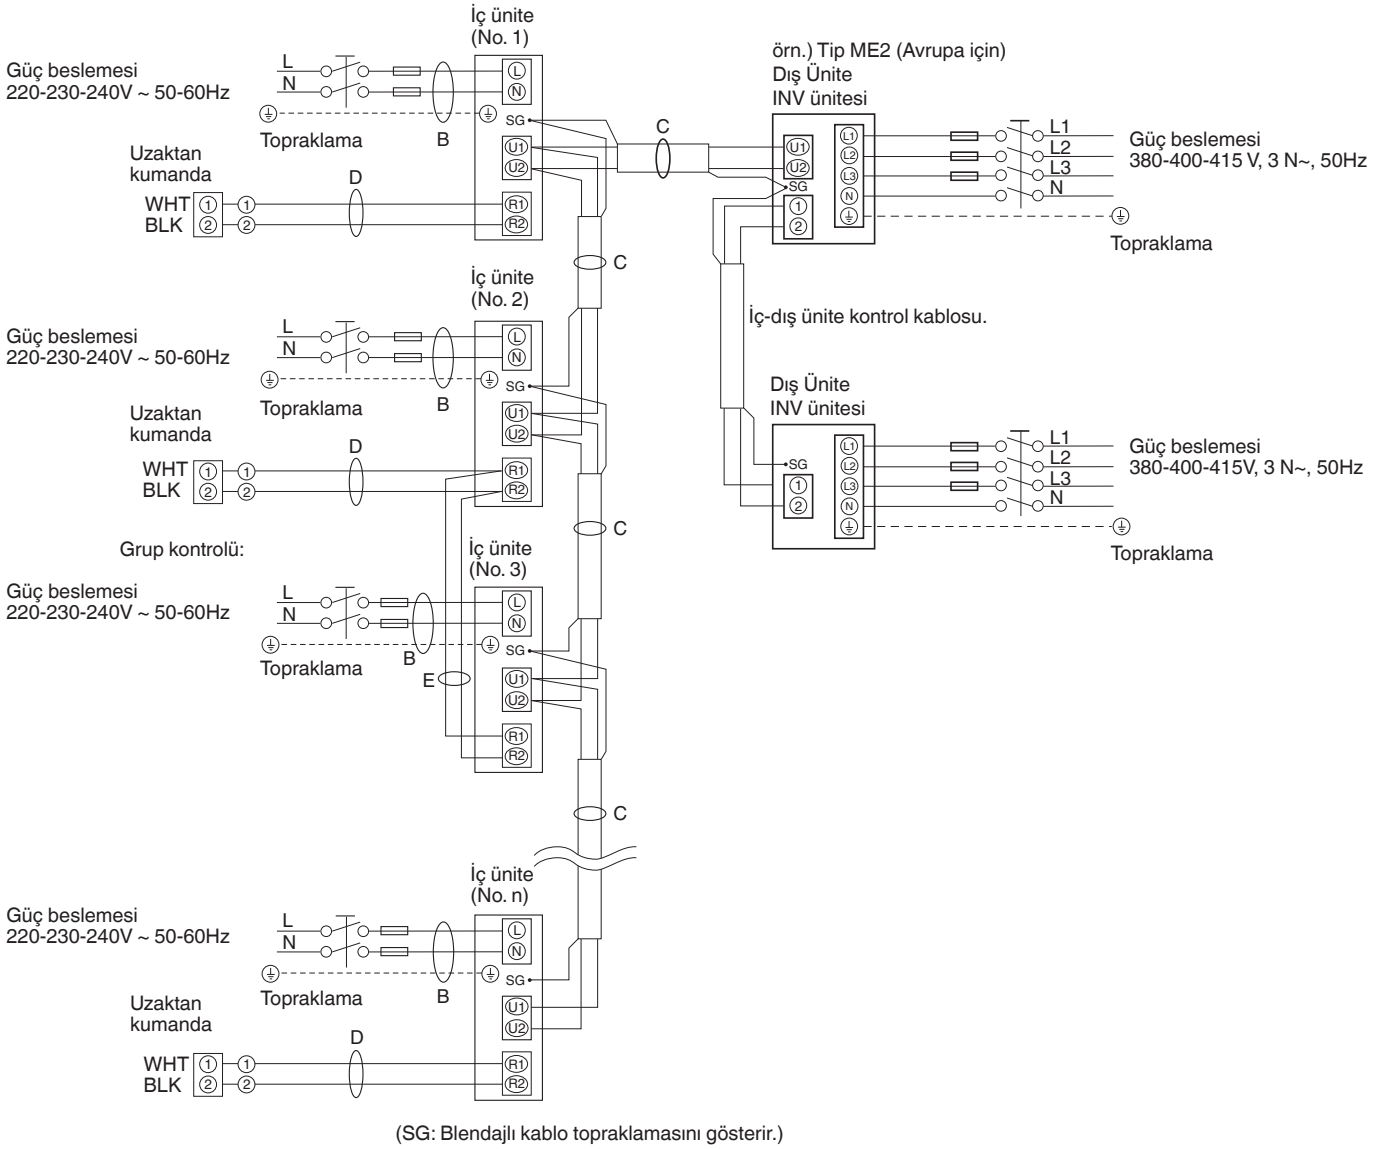 İç ünite
(No. 1)
Güç beslemesi
220-230-240V ~ 50-60Hz
L
N
L
N
Topraklama
B
SG
U1
U2
Uzaktan
kumanda
D
WHT 1 1
BLK 2 2
R1
R2
C
C
örn.) Tip ME2 (Avrupa için)
Dış Ünite
INV ünitesi
U1
U2
SG
1
2
L1
L2
L3
N
L1
L2
L3
N
Güç beslemesi
380-400-415 V, 3 N~, 50Hz
Topraklama
İç-dış ünite kontrol kablosu.
İç ünite
(No. 2)
Güç beslemesi
220-230-240V ~ 50-60Hz
L
N
L
N
Topraklama
B
SG
U1
U2
Uzaktan
kumanda
D
WHT 1 1
BLK 2 2
R1
R2
C
Dış Ünite
INV ünitesi
SG
1
2
L1
L2
L3
N
L1
L2
L3
N
Güç beslemesi
380-400-415V, 3 N~, 50Hz
Topraklama
Grup kontrolü:
İç ünite
(No. 3)
Güç beslemesi
220-230-240V ~ 50-60Hz
L
N
L
N
Topraklama
B
E
SG
U1
U2
R1
R2
C
İç ünite
(No. n)
Güç beslemesi
220-230-240V ~ 50-60Hz
L
N
L
N
Topraklama
B
SG
U1
U2
Uzaktan
kumanda
D
WHT 1 1
BLK 2 2
R1
R2
(SG: Blendajlı kablo topraklamasını gösterir.)